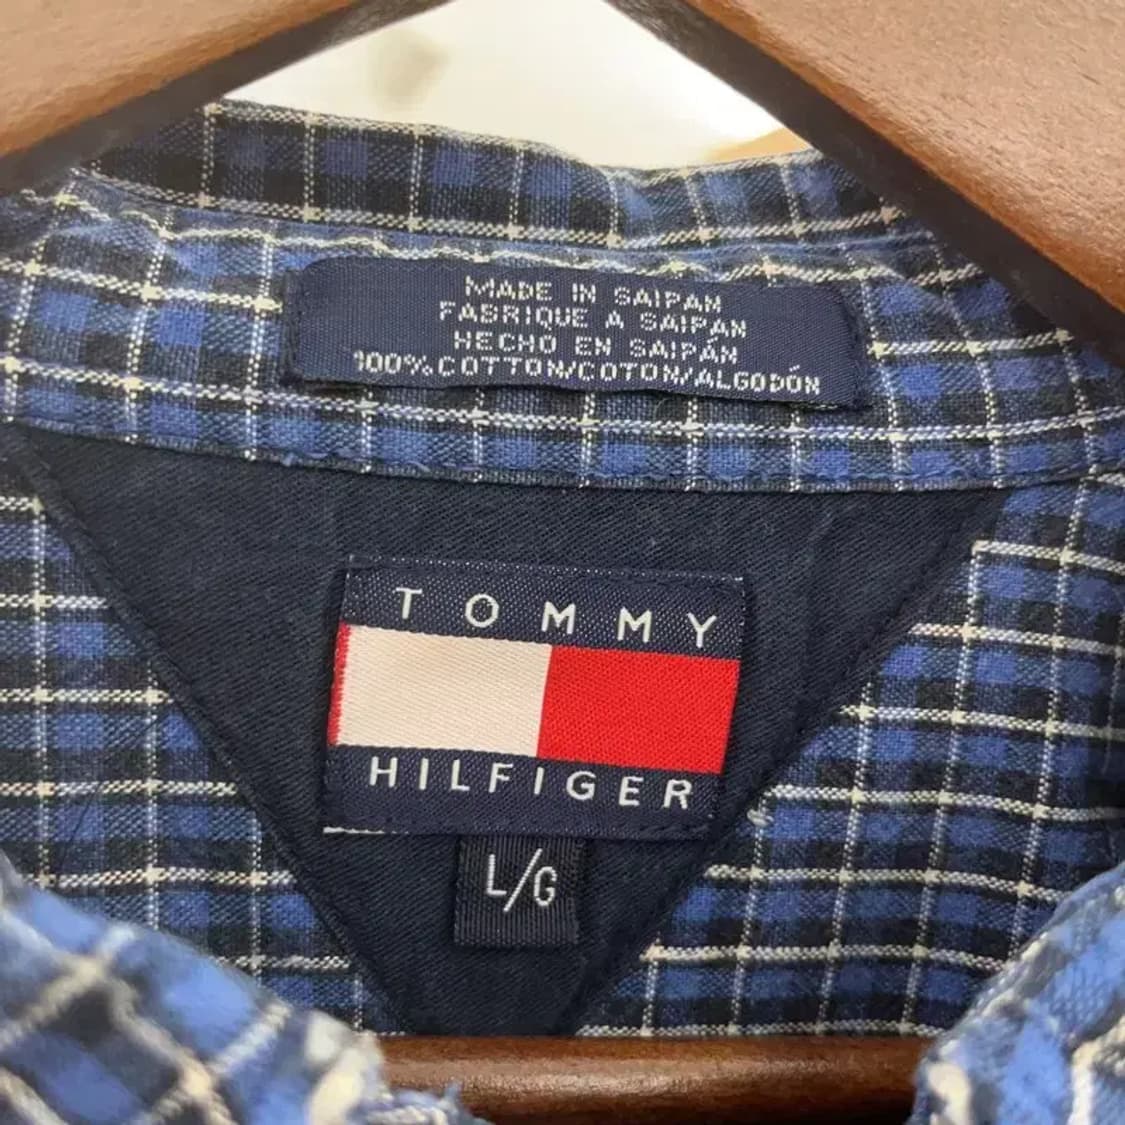 MADE IN SAIPAN
FABRIQUE A SAIPAN
HECHO EN SAIPÁN
100% COTTON/COTON/ALGODÓN
TOMMY
HILFIGER
L/G